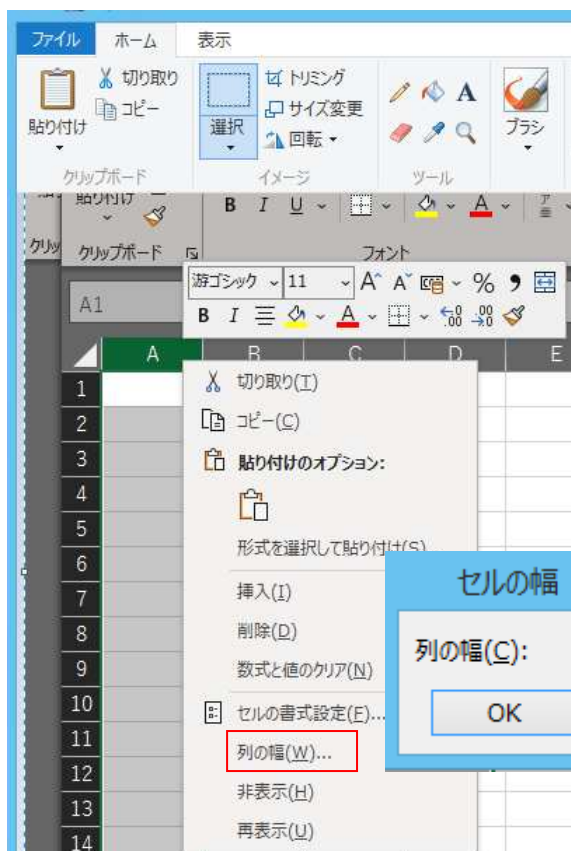 ファイル ホーム 表示
切り取り
コピー
貼り付け
トリミング
サイズ変更
回転
選択
A
ブラシ
クリップボード イメージ ツール
貼り付け
B I U A ア 亜
クリップボード フォント
游ゴシック 11 A A % ,
B I A .00 .00
A1
A B C D E
1
2
3
4
5
6
7
8
9
10
11
12
13
14
切り取り(T)
コピー(C)
貼り付けのオプション:
形式を選択して貼り付け(S)...
挿入(I)
削除(D)
数式と値のクリア(N)
セルの書式設定(F)...
列の幅(W)...
非表示(H)
再表示(U)
セルの幅
列の幅(C):
OK